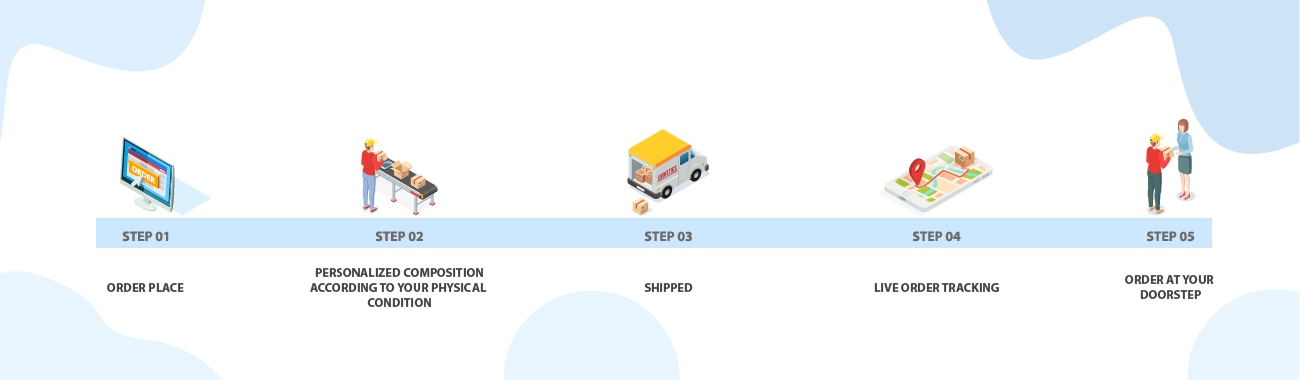 ORDER
LOGISTICS
STEP 01
STEP 02
STEP 03
STEP 04
STEP 05
ORDER PLACE
PERSONALIZED COMPOSITION
ACCORDING TO YOUR PHYSICAL
CONDITION
SHIPPED
LIVE ORDER TRACKING
ORDER AT YOUR
DOORSTEP